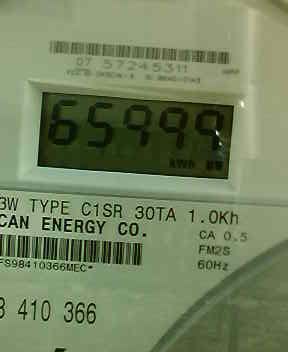 07 57245311
65999
kWh
3W TYPE C1SR 30TA 1.0Kh
CAN ENERGY CO.
CA 0.5
FM2S
60Hz
FS98410366MEC*
8 410 366